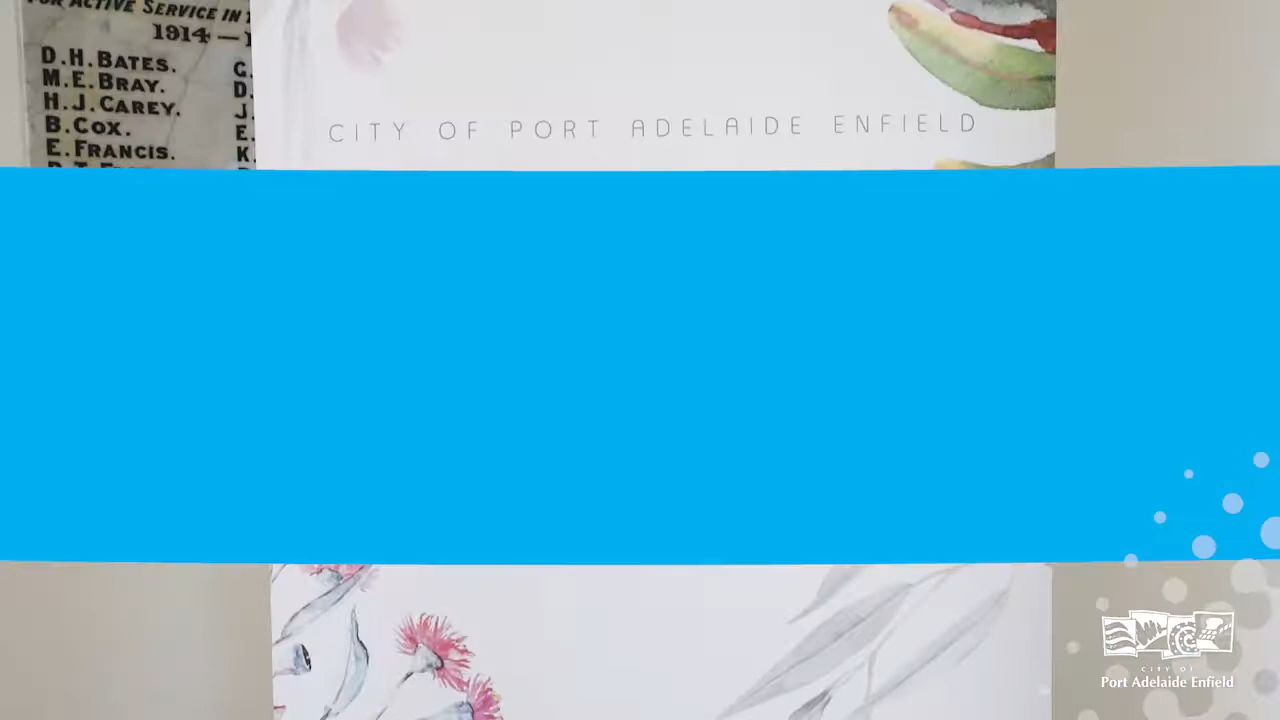 FOR ACTIVE SERVICE IN
1914 —
D.H. BATES.
M.E. BRAY.
H.J. CAREY.
B. COX.
E. FRANCIS.
G.
D.
J.
E.
K.
CITY OF PORT ADELAIDE ENFIELD
CITY OF
Port Adelaide Enfield